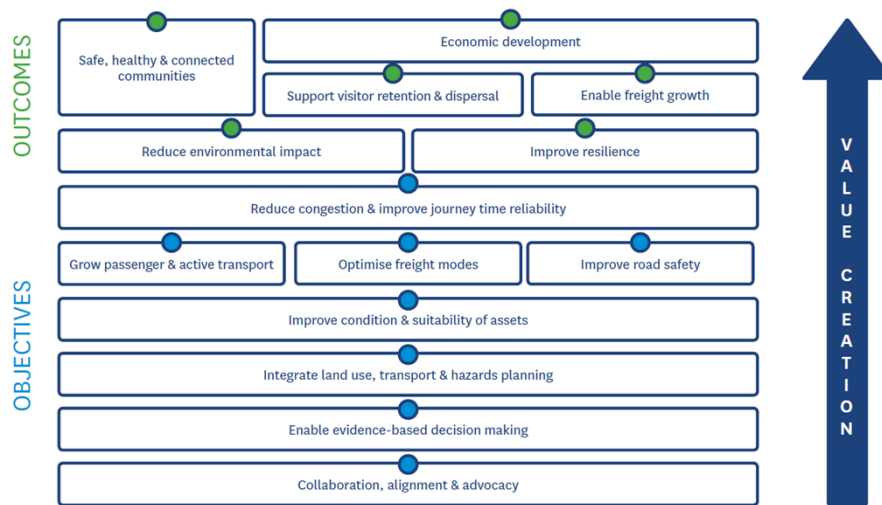 OUTCOMES
Safe, healthy & connected
communities
Economic development
Support visitor retention & dispersal
Enable freight growth
Reduce environmental impact
Improve resilience
OBJECTIVES
Reduce congestion & improve journey time reliability
Grow passenger & active transport
Optimise freight modes
Improve road safety
Improve condition & suitability of assets
Integrate land use, transport & hazards planning
Enable evidence-based decision making
Collaboration, alignment & advocacy
VALUE CREATION